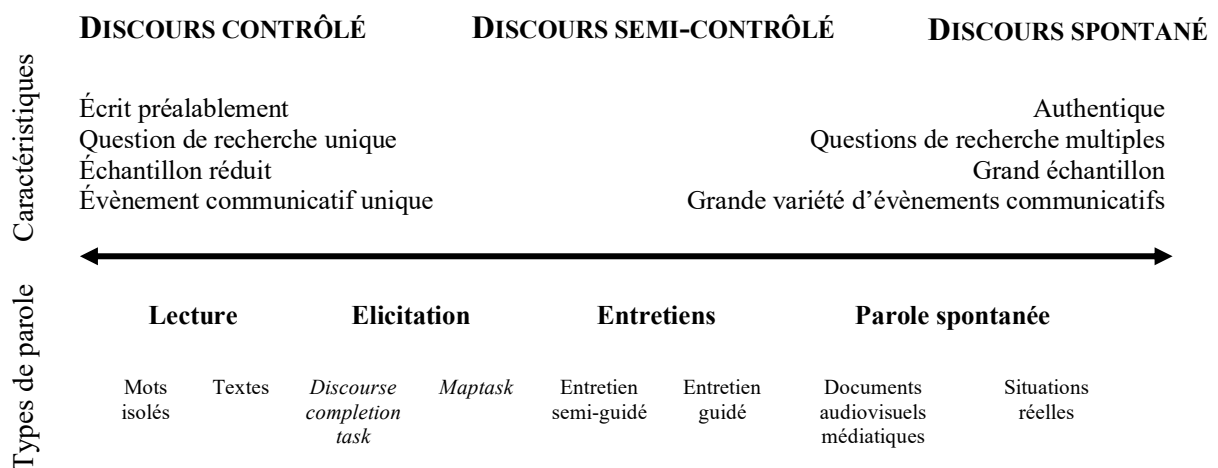 DISCOURS CONTRÔLÉ DISCOURS SEMI-CONTRÔLÉ DISCOURS SPONTANÉ
Caractéristiques
Écrit préalablement
Question de recherche unique
Échantillon réduit
Évènement communicatif unique
Authentique
Questions de recherche multiples
Grand échantillon
Grande variété d’évènements communicatifs
Types de parole
Lecture Elicitation Entretiens Parole spontanée
Mots
isolés
Textes
Discourse
completion
task
Maptask
Entretien
semi-guidé
Entretien
guidé
Documents
audiovisuels
médiatiques
Situations
réelles